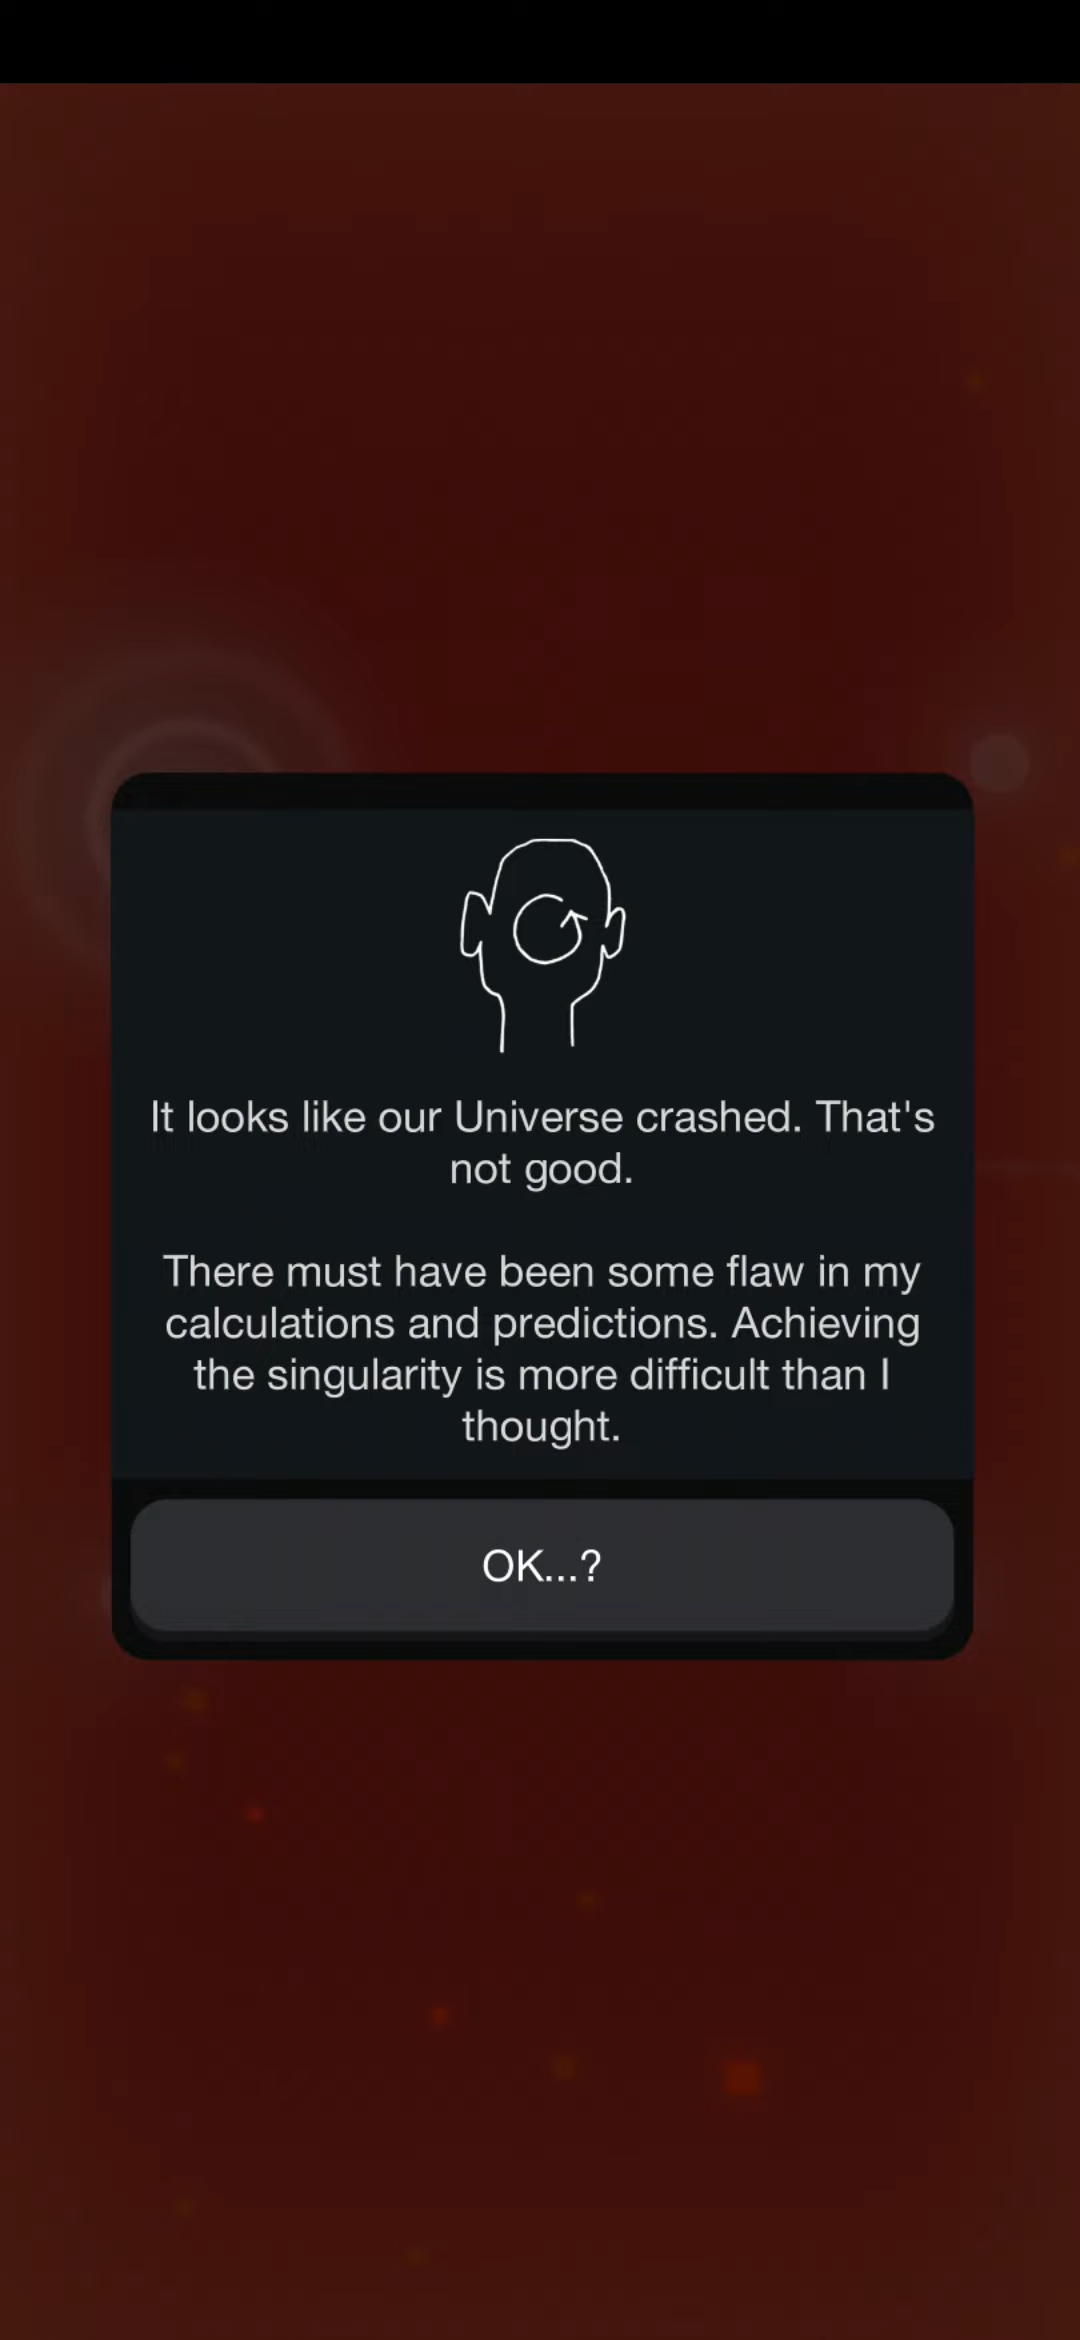 It looks like our Universe crashed. That's
not good.
There must have been some flaw in my
calculations and predictions. Achieving
the singularity is more difficult than I
thought.
OK...?